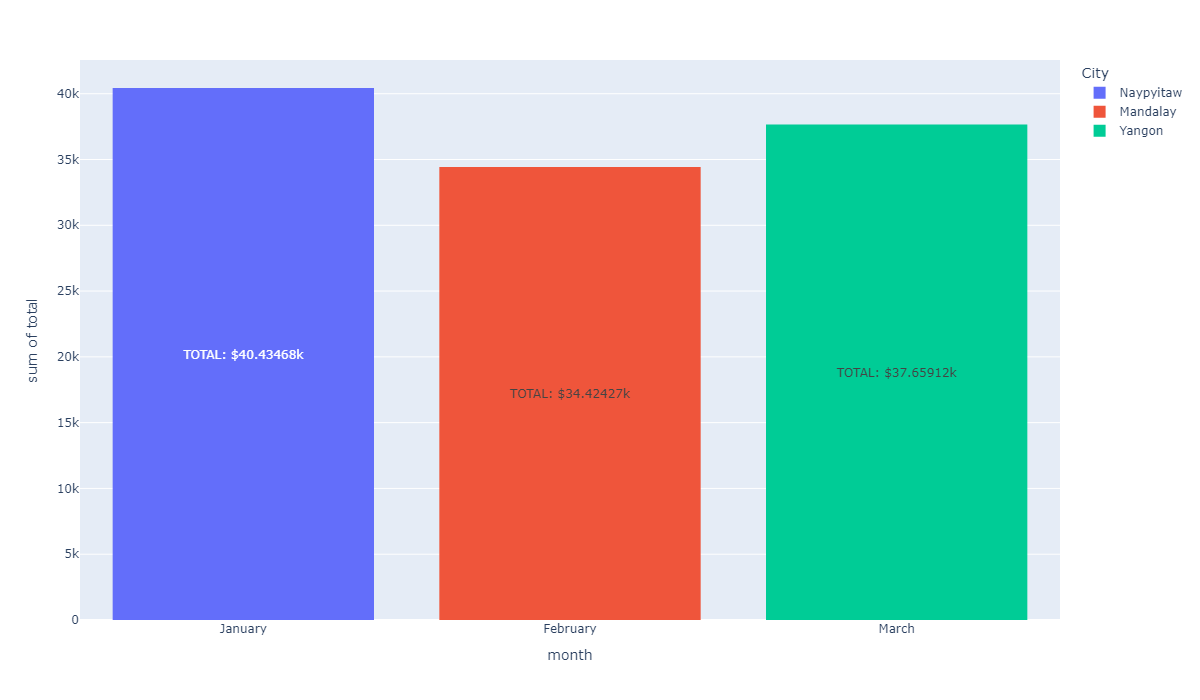 City
Naypyitaw
Mandalay
Yangon
sum of total
40k
35k
30k
25k
20k
15k
10k
5k
0
TOTAL: $40.43468k
TOTAL: $34.42427k
TOTAL: $37.65912k
January
February
March
month